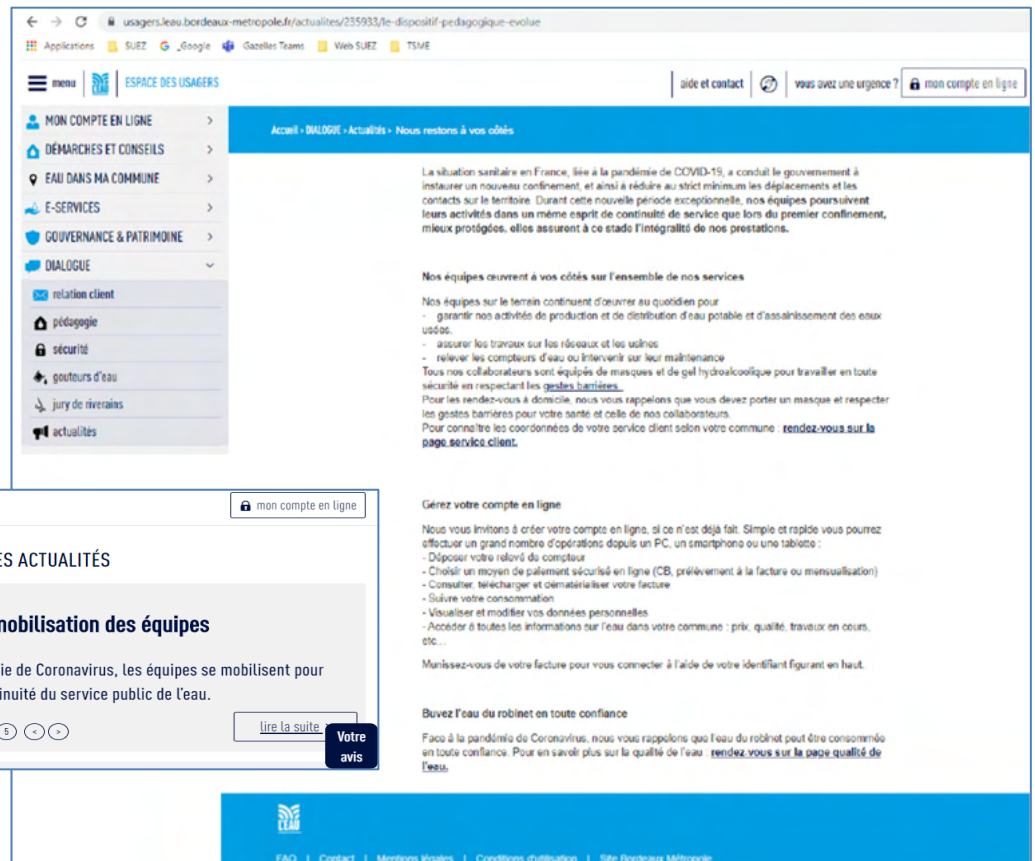 usagers.leau.bordeaux-metropole.fr/actualites/235933/le-dispositif-pedagogique-evolue
Applications SUEZ G _Google Gazelles Teams Web SUEZ TSME
menu L'EAU ESPACE DES USAGERS
aide et contact vous avez une urgence ? mon compte en ligne
MON COMPTE EN LIGNE
DÉMARCHES ET CONSEILS
EAU DANS MA COMMUNE
E-SERVICES
GOUVERNANCE & PATRIMOINE
DIALOGUE
relation client
pédagogie
sécurité
gouteurs d'eau
jury de riverains
actualités
Accueil > DIALOGUE > Actualités > Nous restons à vos côtés
La situation sanitaire en France, liée à la pandémie de COVID-19, a conduit le gouvernement à
instaurer un nouveau confinement, et ainsi à réduire au strict minimum les déplacements et les
contacts sur le territoire. Durant cette nouvelle période exceptionnelle, nos équipes poursuivent
leurs activités dans un même esprit de continuité de service que lors du premier confinement,
mieux protégées, elles assurent à ce stade l'intégralité de nos prestations.
Nos équipes œuvrent à vos côtés sur l'ensemble de nos services
Nos équipes sur le terrain continuent d'œuvrer au quotidien pour
- garantir nos activités de production et de distribution d'eau potable et d'assainissement des eaux
usées.
- assurer les travaux sur les réseaux et les usines
- relever les compteurs d'eau ou intervenir sur leur maintenance
Tous nos collaborateurs sont équipés de masques et de gel hydroalcoolique pour travailler en toute
sécurité en respectant les gestes barrières.
Pour les rendez-vous à domicile, nous vous rappelons que vous devez porter un masque et respecter
les gestes barrières pour votre santé et celle de nos collaborateurs.
Pour connaître les coordonnées de votre service client selon votre commune : rendez-vous sur la
page service client.
Gérez votre compte en ligne
Nous vous invitons à créer votre compte en ligne, si ce n'est déjà fait. Simple et rapide vous pourrez
effectuer un grand nombre d'opérations depuis un PC, un smartphone ou une tablette :
- Déposer votre relevé de compteur
- Choisir un moyen de paiement sécurisé en ligne (CB, prélèvement à la facture ou mensualisation)
- Consulter, télécharger et dématérialiser votre facture
- Suivre votre consommation
- Visualiser et modifier vos données personnelles
- Accéder à toutes les informations sur l'eau dans votre commune : prix, qualité, travaux en cours,
etc...
Munissez-vous de votre facture pour vous connecter à l'aide de votre identifiant figurant en haut.
Buvez l'eau du robinet en toute confiance
Face à la pandémie de Coronavirus, nous vous rappelons que l'eau du robinet peut être consommée
en toute confiance. Pour en savoir plus sur la qualité de l'eau : rendez-vous sur la page qualité de
l'eau.
mon compte en ligne
ES ACTUALITÉS
mobilisation des équipes
ie de Coronavirus, les équipes se mobilisent pour
inuité du service public de l'eau.
5 < >
lire la suite >
Votre
avis
L'EAU
FAQ | Contact | Mentions légales | Conditions d'utilisation | Site Bordeaux Métropole